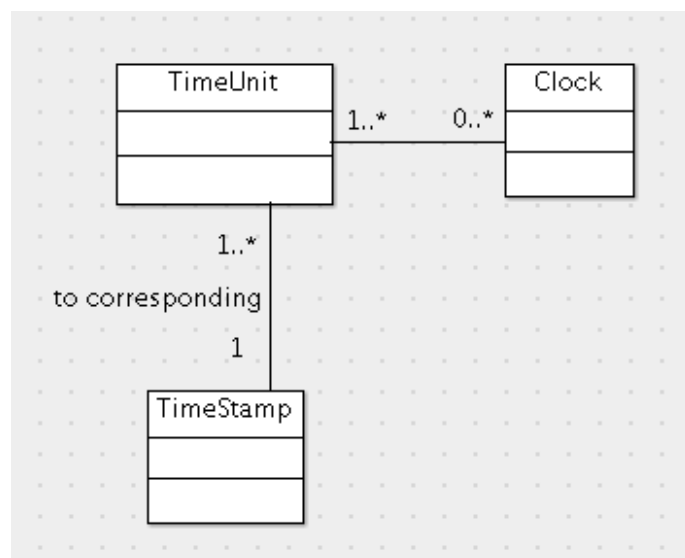 TimeUnit
Clock
1..*
0..*
1..*
to corresponding
1
TimeStamp